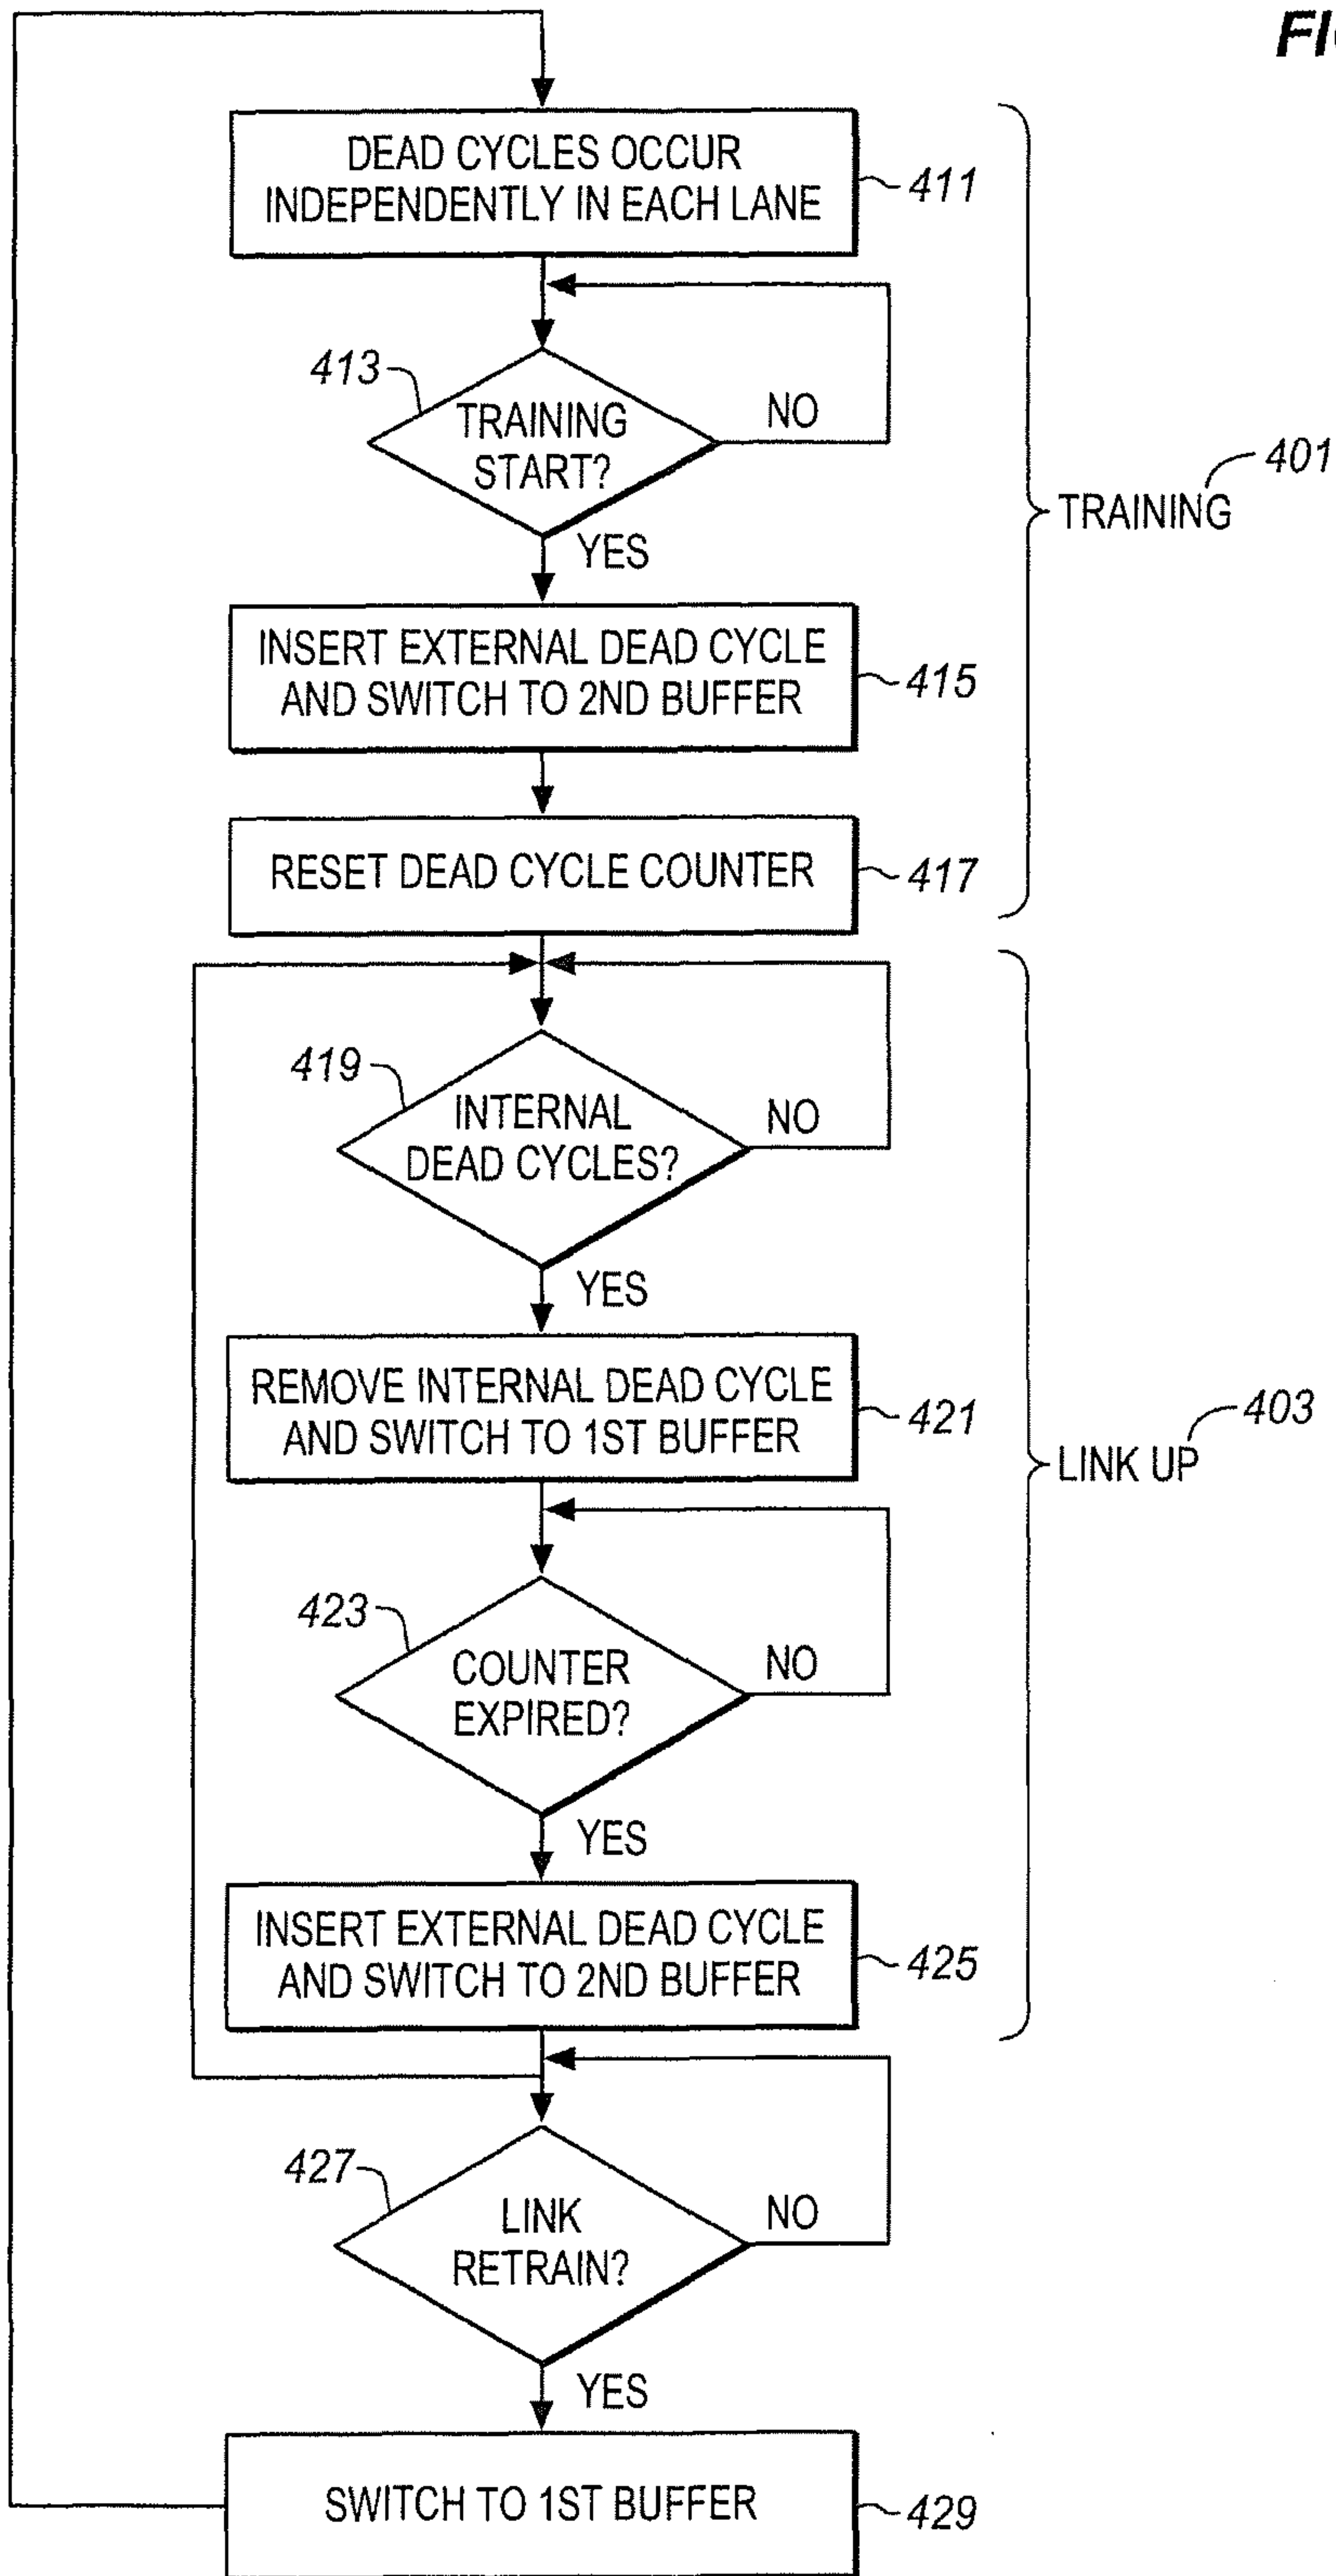 FI
DEAD CYCLES OCCUR
INDEPENDENTLY IN EACH LANE
411
413
TRAINING
START?
NO
YES
401
TRAINING
INSERT EXTERNAL DEAD CYCLE
AND SWITCH TO 2ND BUFFER
415
RESET DEAD CYCLE COUNTER
417
419
INTERNAL
DEAD CYCLES?
NO
YES
REMOVE INTERNAL DEAD CYCLE
AND SWITCH TO 1ST BUFFER
421
403
LINK UP
423
COUNTER
EXPIRED?
NO
YES
INSERT EXTERNAL DEAD CYCLE
AND SWITCH TO 2ND BUFFER
425
427
LINK
RETRAIN?
NO
YES
SWITCH TO 1ST BUFFER
429